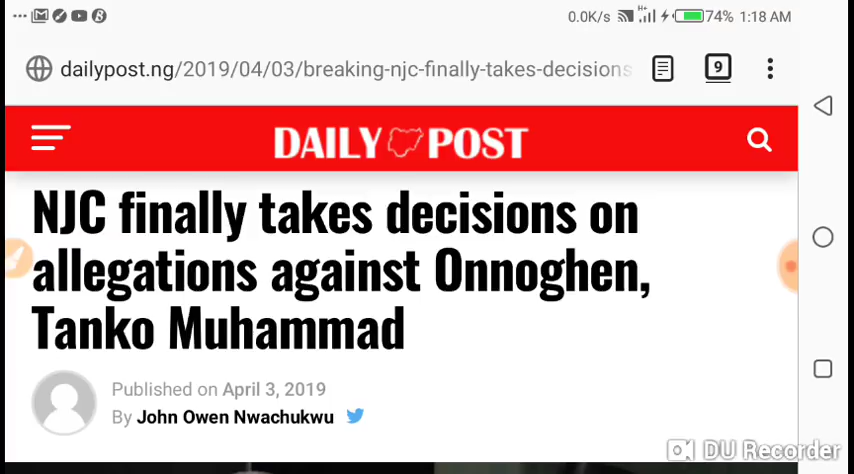 0.0K/s H+ 74% 1:18 AM
dailypost.ng/2019/04/03/breaking-njc-finally-takes-decisions
9
DAILY POST
NJC finally takes decisions on
allegations against Onnoghen,
Tanko Muhammad
Published on April 3, 2019
By John Owen Nwachukwu
DU Recorder